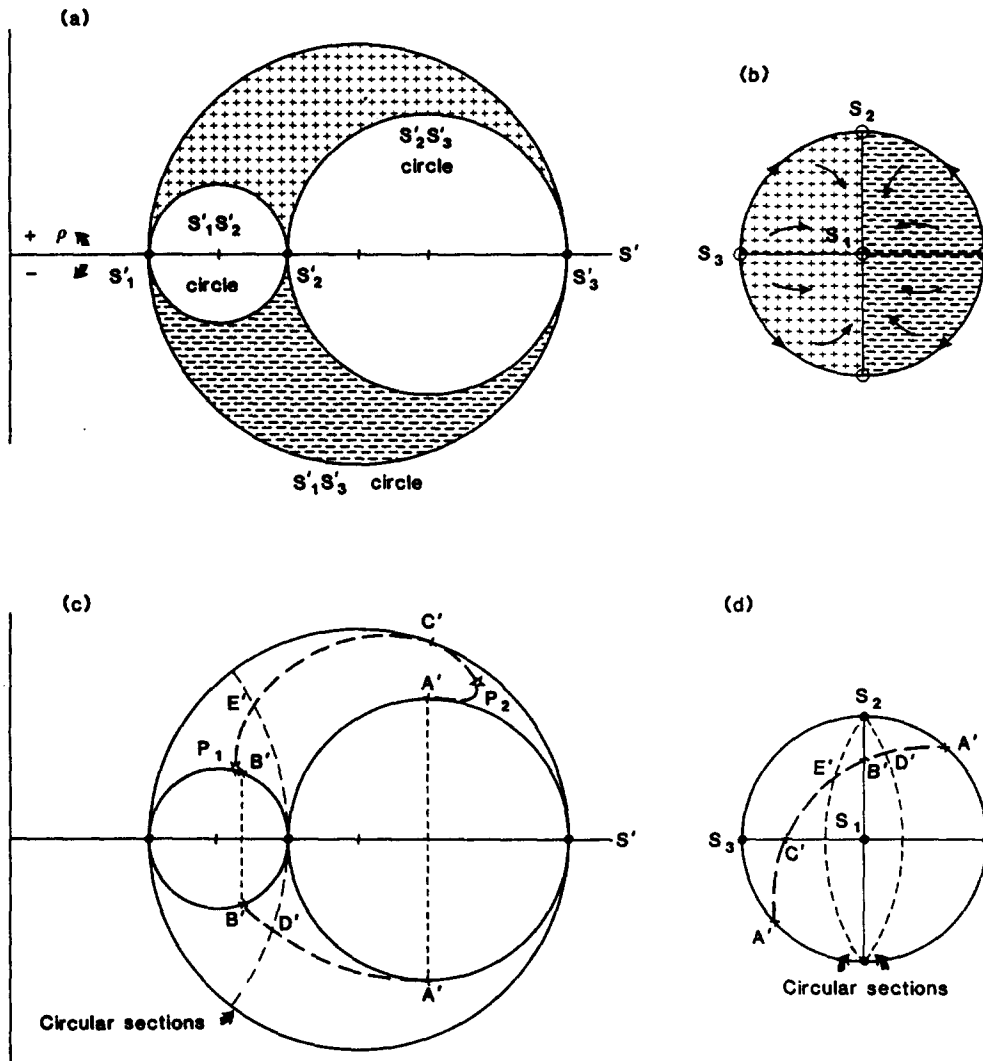 (a)
S'₂S'₃
circle
S'₁S'₂
+ ρ
−
S'
S'₁
circle
S'₂
S'₃
S'₁S'₃ circle
(b)
S₂
S₃
S₁
(c)
C'
A'
P₂
E'
P₁
B'
S'
B'
D'
A'
Circular sections
(d)
S₂
A'
E'
B'
D'
S₁
S₃
C'
A'
Circular sections